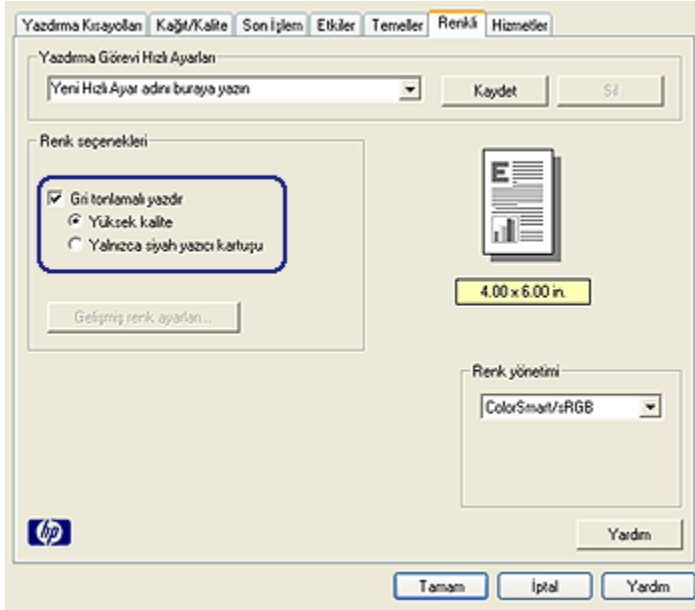 Yazdırma Kısayolları Kağıt/Kalite Son İşlem Etkiler Temeller Renkli Hizmetler
Yazdırma Görevi Hızlı Ayarları
Yeni Hızlı Ayar adını buraya yazın Kaydet Sil
Renk seçenekleri
Gri tonlamalı yazdır
Yüksek kalite
Yalnızca siyah yazıcı kartuşu
E
4.00 x 6.00 in.
Gelişmiş renk ayarları...
Renk yönetimi
ColorSmart/sRGB
hp
Yardım
Tamam İptal Yardım